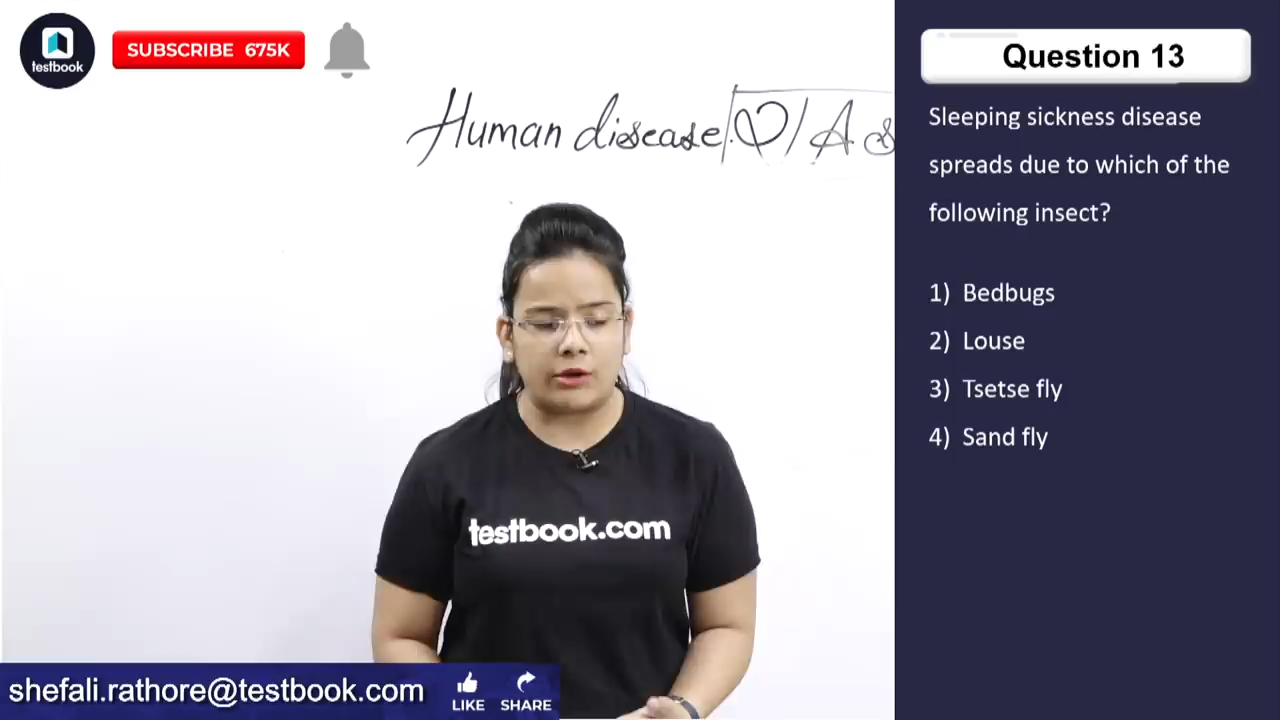 testbook
SUBSCRIBE 675K
Human disease
Question 13
Sleeping sickness disease
spreads due to which of the
following insect?
1) Bedbugs
2) Louse
3) Tsetse fly
4) Sand fly
testbook.com
shefali.rathore@testbook.com
LIKE
SHARE